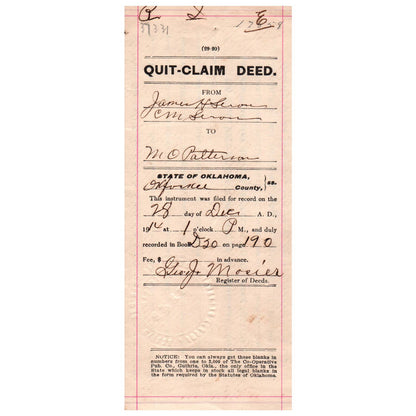 (29-90)
QUIT-CLAIM DEED.
FROM
James H
C M
TO
M O Patterson
STATE OF OKLAHOMA,
County, ss.
This instrument was filed for record on the
28 day of Dec A. D.,
1914 at 1 o'clock P M., and duly
recorded in Book D20 on page 190
Fee, $ in advance.
Geo J Mosier
Register of Deeds.
NOTICE: You can always get these blanks in
numbers from one to 5,000 of The Co-Operative
Pub. Co., Guthrie, Okla., the only office in the
State which keeps in stock all legal blanks in
the form required by the Statutes of Oklahoma.